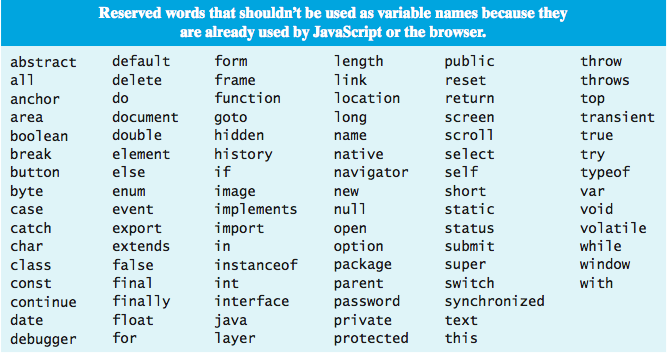 Reserved words that shouldn't be used as variable names because they
are already used by JavaScript or the browser.
abstract default form length public throw
all delete frame link reset throws
anchor do function location return top
area document goto long screen transient
boolean double hidden name scroll true
break element history native select try
button else if navigator self typeof
byte enum image new short var
case event implements null static void
catch export import open status volatile
char extends in option submit while
class false instanceof package super window
const final int parent switch with
continue finally interface password synchronized
date float java private text
debugger for layer protected this